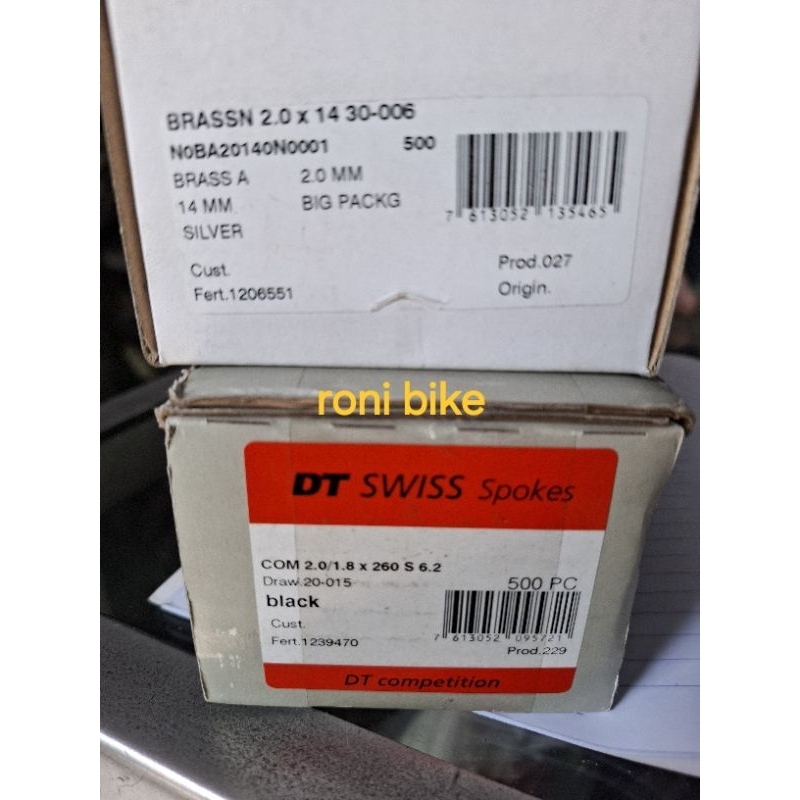 BRASSN 2.0 x 14 30-006
N0BA20140N0001 500
BRASS A 2.0 MM
14 MM BIG PACKG
SILVER
7 613052 135465
Cust. Prod.027
Fert.1206551 Origin.
roni bike
DT SWISS Spokes
COM 2.0/1.8 x 260 S 6.2
Draw.20-015 500 PC
black
Cust.
7 613052 095721
Fert.1239470
Prod.229
DT competition